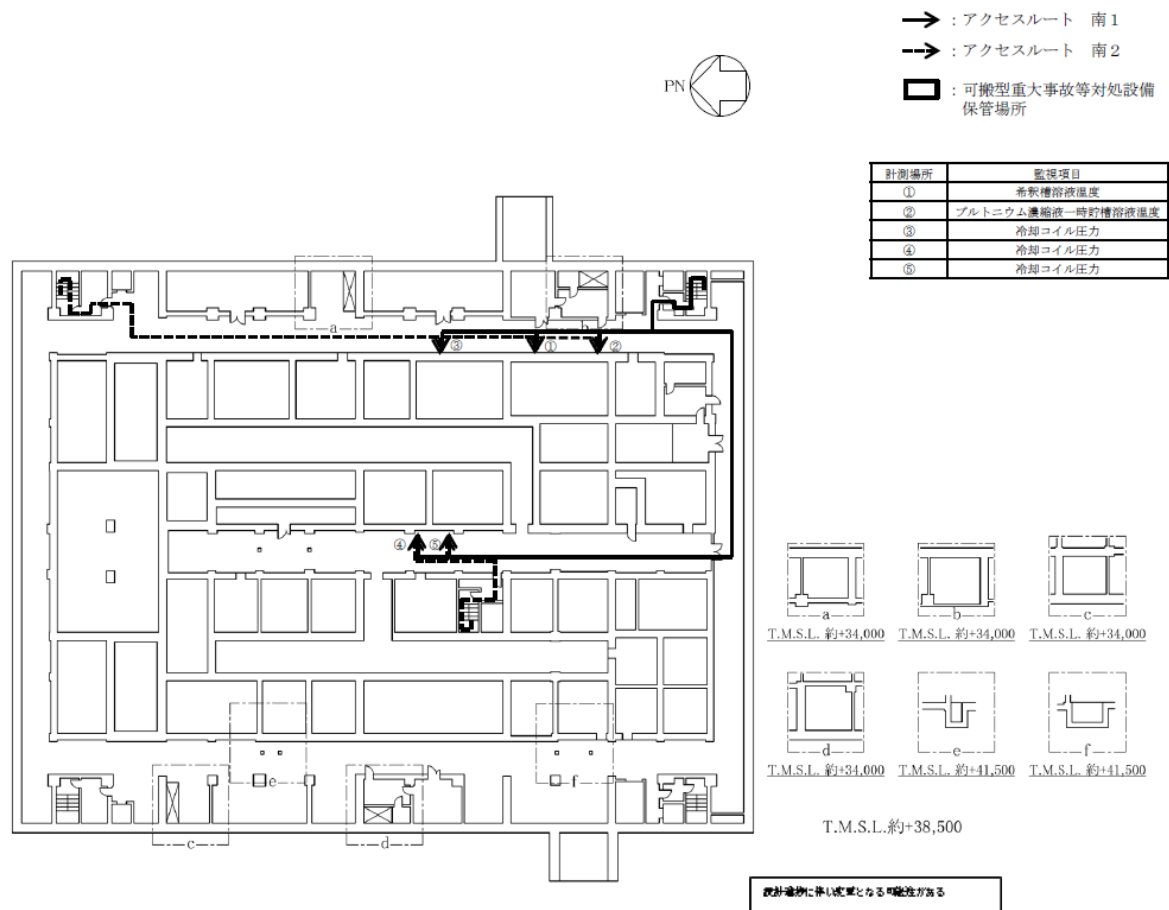 ：アクセスルート　南１
：アクセスルート　南２
：可搬型重大事故等対処設備
保管場所
PN
計測場所 監視項目
① 希釈槽溶液温度
② プルトニウム濃縮液一時貯槽溶液温度
③ 冷却コイル圧力
④ 冷却コイル圧力
⑤ 冷却コイル圧力
a
b
③
①
②
④
⑤
e
f
c
d
a
T.M.S.L. 約+34,000
b
T.M.S.L. 約+34,000
c
T.M.S.L. 約+34,000
d
T.M.S.L. 約+34,000
e
T.M.S.L. 約+41,500
f
T.M.S.L. 約+41,500
T.M.S.L.約+38,500
設計進捗に伴い変更となる可能性がある